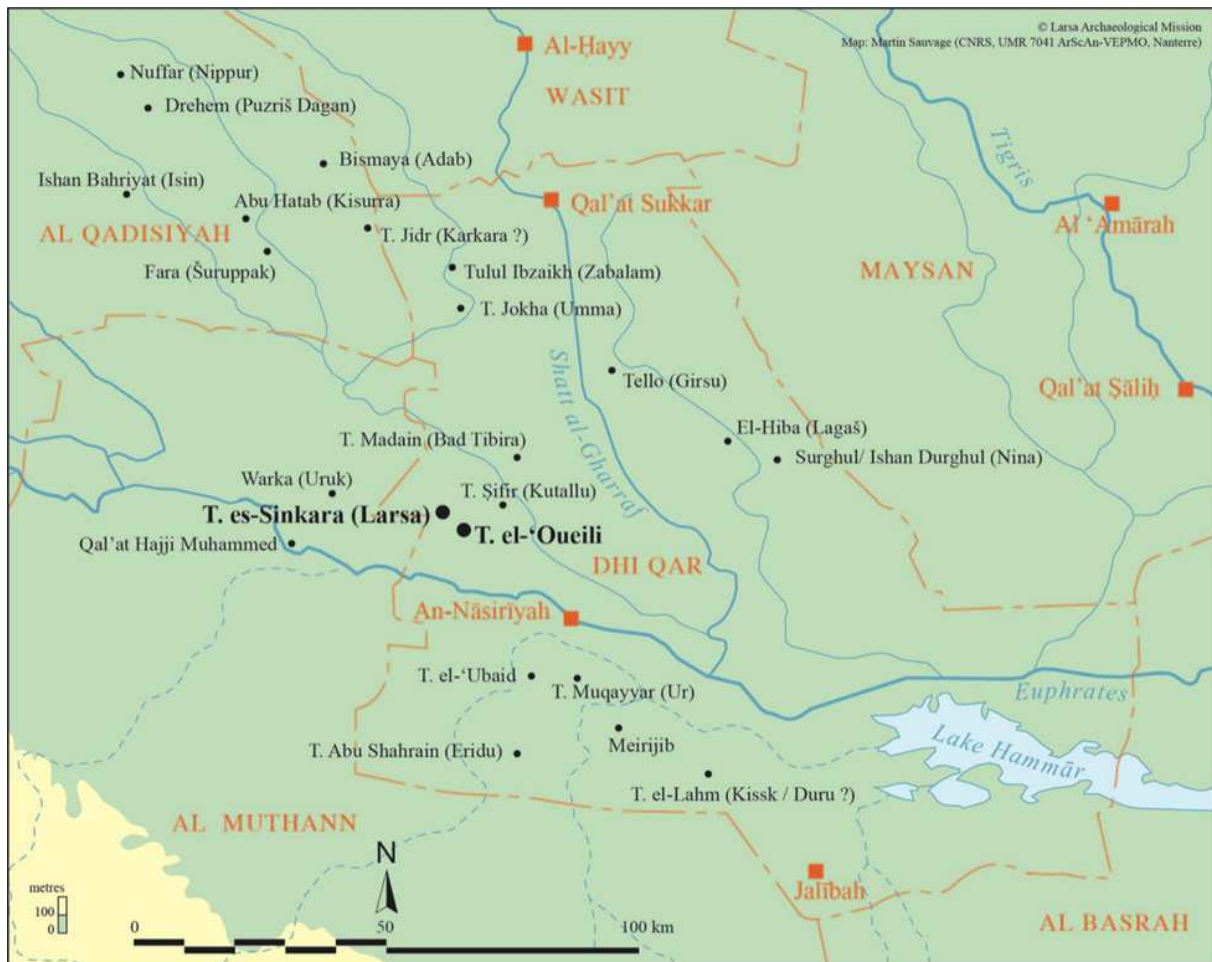 © Larsa Archaeological Mission
Map: Martin Sauvage (CNRS, UMR 7041 ArScAn-VEPMO, Nanterre)
Al-Ḥayy
WASIT
Nuffar (Nippur)
Drehem (Puzriš Dagan)
Tigris
Bismaya (Adab)
Ishan Bahriyat (Isin)
Abu Hatab (Kisurra)
Qal’at Sukkar
Al ‘Amārah
AL QADISIYAH
T. Jidr (Karkara ?)
Fara (Šuruppak)
Tulul Ibzaikh (Zabalam)
MAYSAN
T. Jokha (Umma)
Shatt al-Gharraf
Tello (Girsu)
Qal’at Ṣāliḥ
T. Madain (Bad Tibira)
El-Hiba (Lagaš)
Surghul/ Ishan Durghul (Nina)
Warka (Uruk)
T. Ṣifir (Kutallu)
T. es-Sinkara (Larsa)
T. el-‘Oueili
Qal’at Hajji Muhammed
DHI QAR
An-Nāsirīyah
T. el-‘Ubaid
T. Muqayyar (Ur)
Euphrates
Meirijib
Lake Hammār
T. Abu Shahrain (Eridu)
T. el-Lahm (Kissk / Duru ?)
AL MUTHANN
N
Jalībah
metres
100
0
0
50
100 km
AL BASRAH